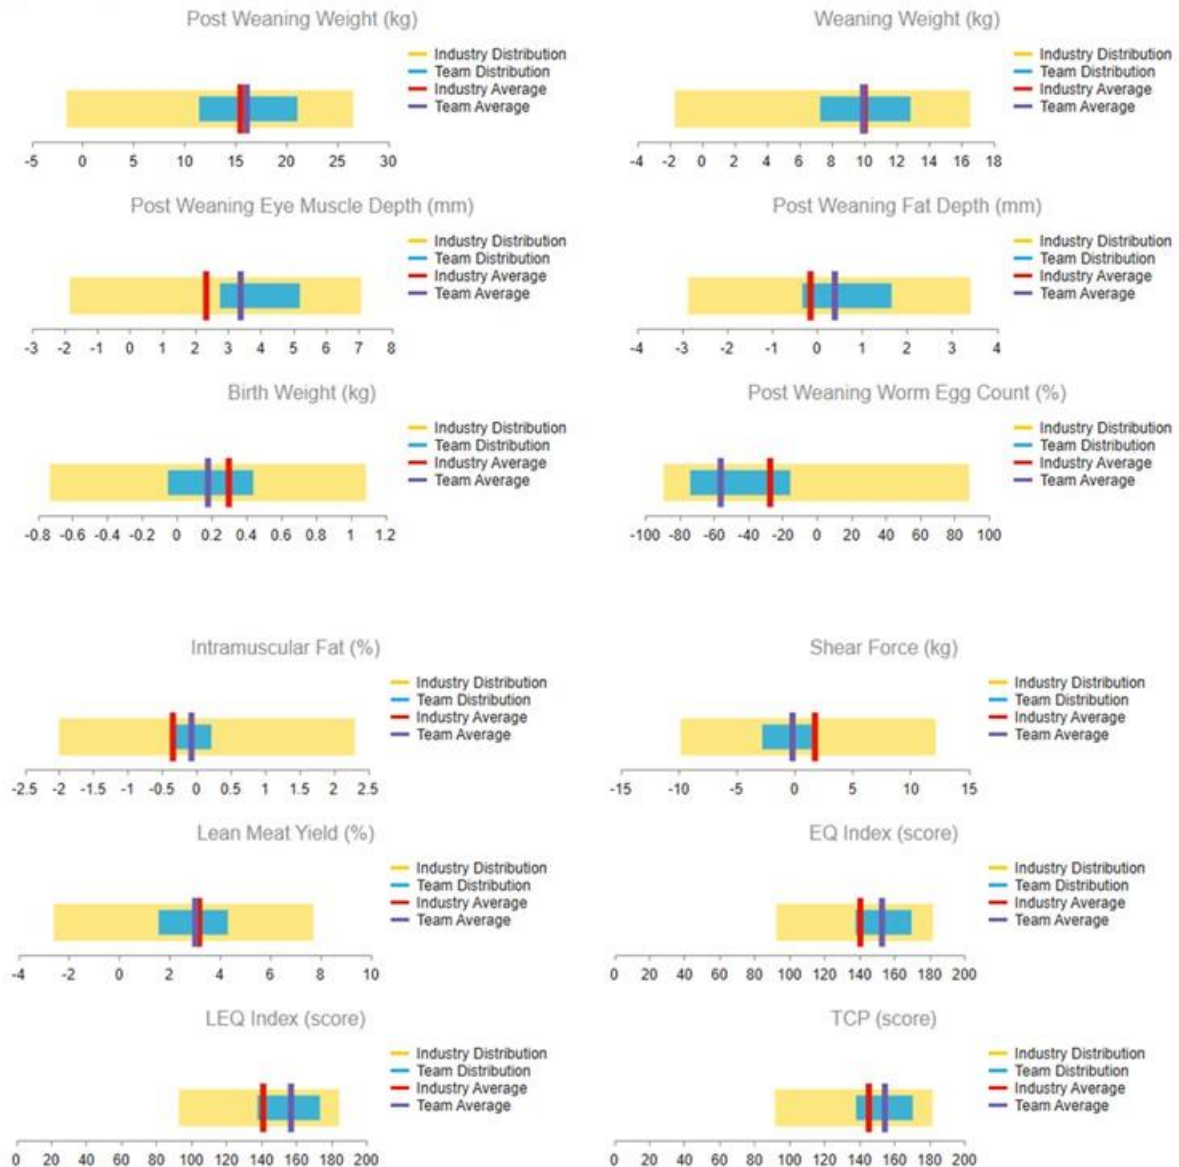 Post Weaning Weight (kg)
Industry Distribution
Team Distribution
Industry Average
Team Average
-5 0 5 10 15 20 25 30
Weaning Weight (kg)
Industry Distribution
Team Distribution
Industry Average
Team Average
-4 -2 0 2 4 6 8 10 12 14 16 18
Post Weaning Eye Muscle Depth (mm)
Industry Distribution
Team Distribution
Industry Average
Team Average
-3 -2 -1 0 1 2 3 4 5 6 7 8
Post Weaning Fat Depth (mm)
Industry Distribution
Team Distribution
Industry Average
Team Average
-4 -3 -2 -1 0 1 2 3 4
Birth Weight (kg)
Industry Distribution
Team Distribution
Industry Average
Team Average
-0.8 -0.6 -0.4 -0.2 0 0.2 0.4 0.6 0.8 1 1.2
Post Weaning Worm Egg Count (%)
Industry Distribution
Team Distribution
Industry Average
Team Average
-100 -80 -60 -40 -20 0 20 40 60 80 100
Intramuscular Fat (%)
Industry Distribution
Team Distribution
Industry Average
Team Average
-2.5 -2 -1.5 -1 -0.5 0 0.5 1 1.5 2 2.5
Shear Force (kg)
Industry Distribution
Team Distribution
Industry Average
Team Average
-15 -10 -5 0 5 10 15
Lean Meat Yield (%)
Industry Distribution
Team Distribution
Industry Average
Team Average
-4 -2 0 2 4 6 8 10
EQ Index (score)
Industry Distribution
Team Distribution
Industry Average
Team Average
0 20 40 60 80 100 120 140 160 180 200
LEQ Index (score)
Industry Distribution
Team Distribution
Industry Average
Team Average
0 20 40 60 80 100 120 140 160 180 200
TCP (score)
Industry Distribution
Team Distribution
Industry Average
Team Average
0 20 40 60 80 100 120 140 160 180 200